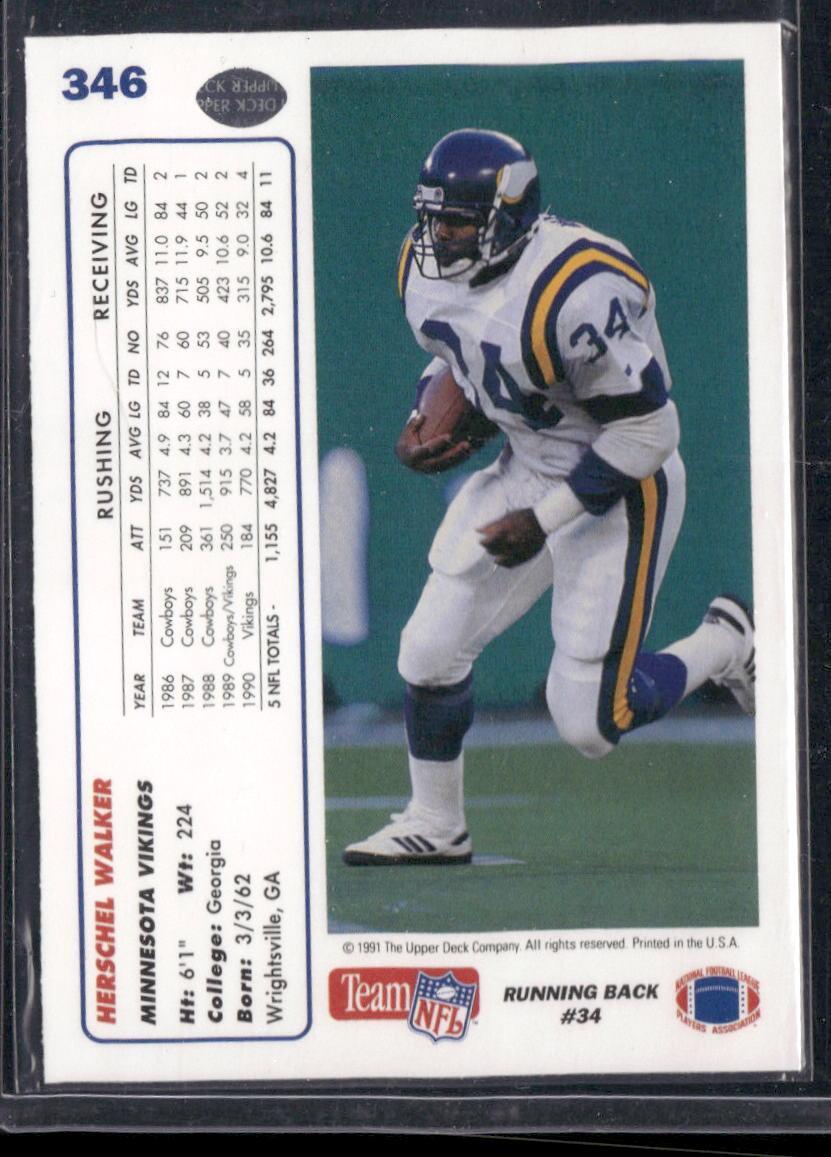 346
CK UPPER
PPER DECK
HERSCHEL WALKER
MINNESOTA VIKINGS
Ht: 6'1" Wt: 224
College: Georgia
Born: 3/3/62
Wrightsville, GA
RUSHING RECEIVING
YEAR TEAM ATT YDS AVG LG TD NO YDS AVG LG TD
1986 Cowboys 151 737 4.9 84 12 76 837 11.0 84 2
1987 Cowboys 209 891 4.3 60 7 60 715 11.9 44 1
1988 Cowboys 361 1,514 4.2 38 5 53 505 9.5 50 2
1989 Cowboys/Vikings 250 915 3.7 47 7 40 423 10.6 52 2
1990 Vikings 184 770 4.2 58 5 35 315 9.0 32 4
5 NFL TOTALS - 1,155 4,827 4.2 84 36 264 2,795 10.6 84 11
34
34
© 1991 The Upper Deck Company. All rights reserved. Printed in the U.S.A.
Team NFL ™
RUNNING BACK
#34
NATIONAL FOOTBALL LEAGUE
PLAYERS ASSOCIATION